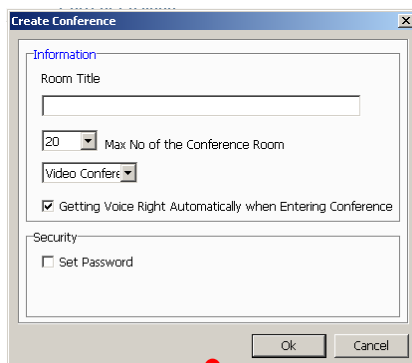 Create Conference
Information
Room Title
20
Max No of the Conference Room
Video Confere
Getting Voice Right Automatically when Entering Conference
Security
Set Password
Ok
Cancel